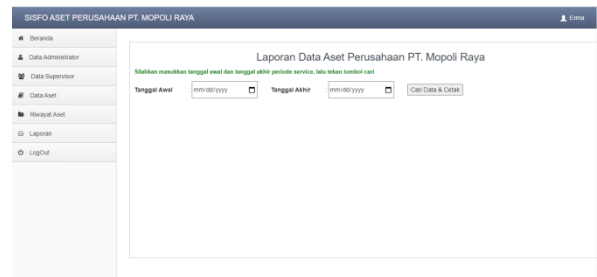 SISFO ASET PERUSAHAAN PT. MOPOLI RAYA
Erma
Beranda
Data Administrator
Data Supervisor
Data Aset
Riwayat Aset
Laporan
LogOut
Laporan Data Aset Perusahaan PT. Mopoli Raya
Silahkan masukkan tanggal awal dan tanggal akhir periode service, lalu tekan tombol cari
Tanggal Awal : mm/dd/yyyy Tanggal Akhir : mm/dd/yyyy Cari Data & Cetak